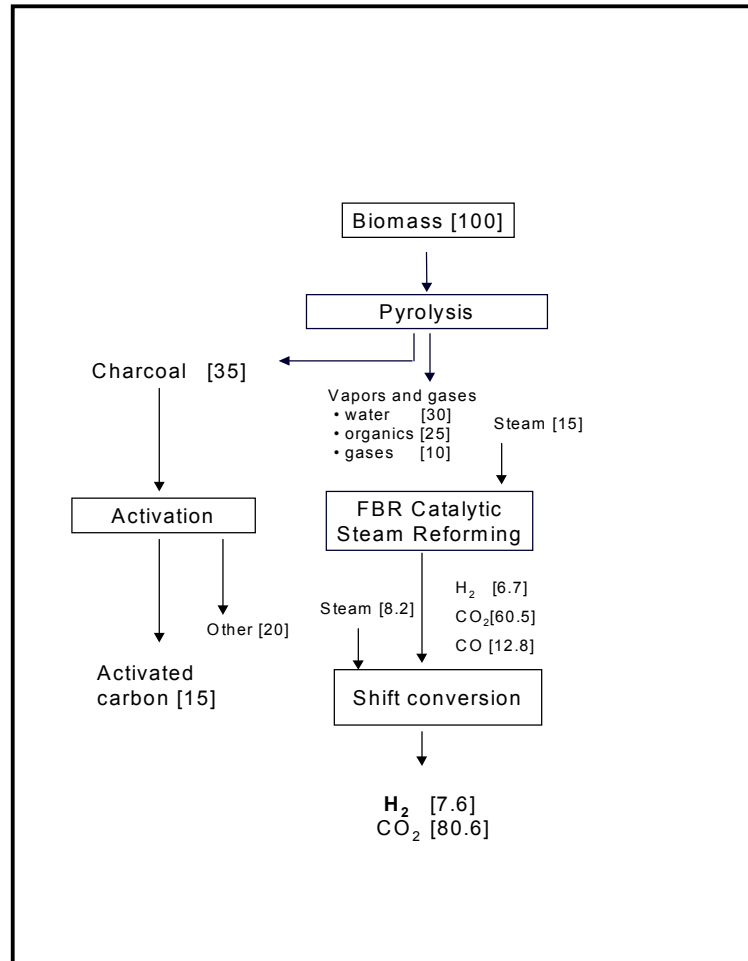 Biomass [100]
Pyrolysis
Charcoal [35]
Vapors and gases
• water [30]
• organics [25]
• gases [10]
Steam [15]
Activation
FBR Catalytic
Steam Reforming
H₂ [6.7]
CO₂[60.5]
CO [12.8]
Steam [8.2]
Other [20]
Activated
carbon [15]
Shift conversion
H₂ [7.6]
CO₂ [80.6]